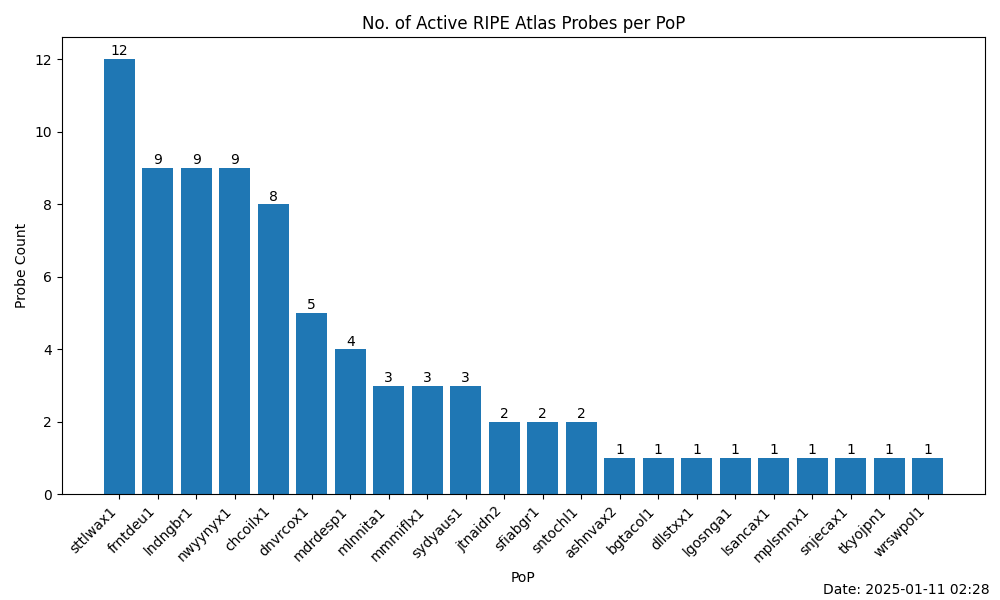 No. of Active RIPE Atlas Probes per PoP
Probe Count
12
10
8
6
4
2
0
12
9
9
9
8
5
4
3
3
3
2
2
2
1
1
1
1
1
1
1
1
1
sttlwax1
frntdeu1
lndngbr1
nwyynyx1
chcoilx1
dnvrcox1
mdrdesp1
mlnnita1
mmmiflx1
sydyaus1
jtnaidn2
sfiabgr1
sntochl1
ashnvax2
bgtacol1
dllstxx1
lgosnga1
lsancax1
mplsmnx1
snjecax1
tkyojpn1
wrswpol1
PoP
Date: 2025-01-11 02:28